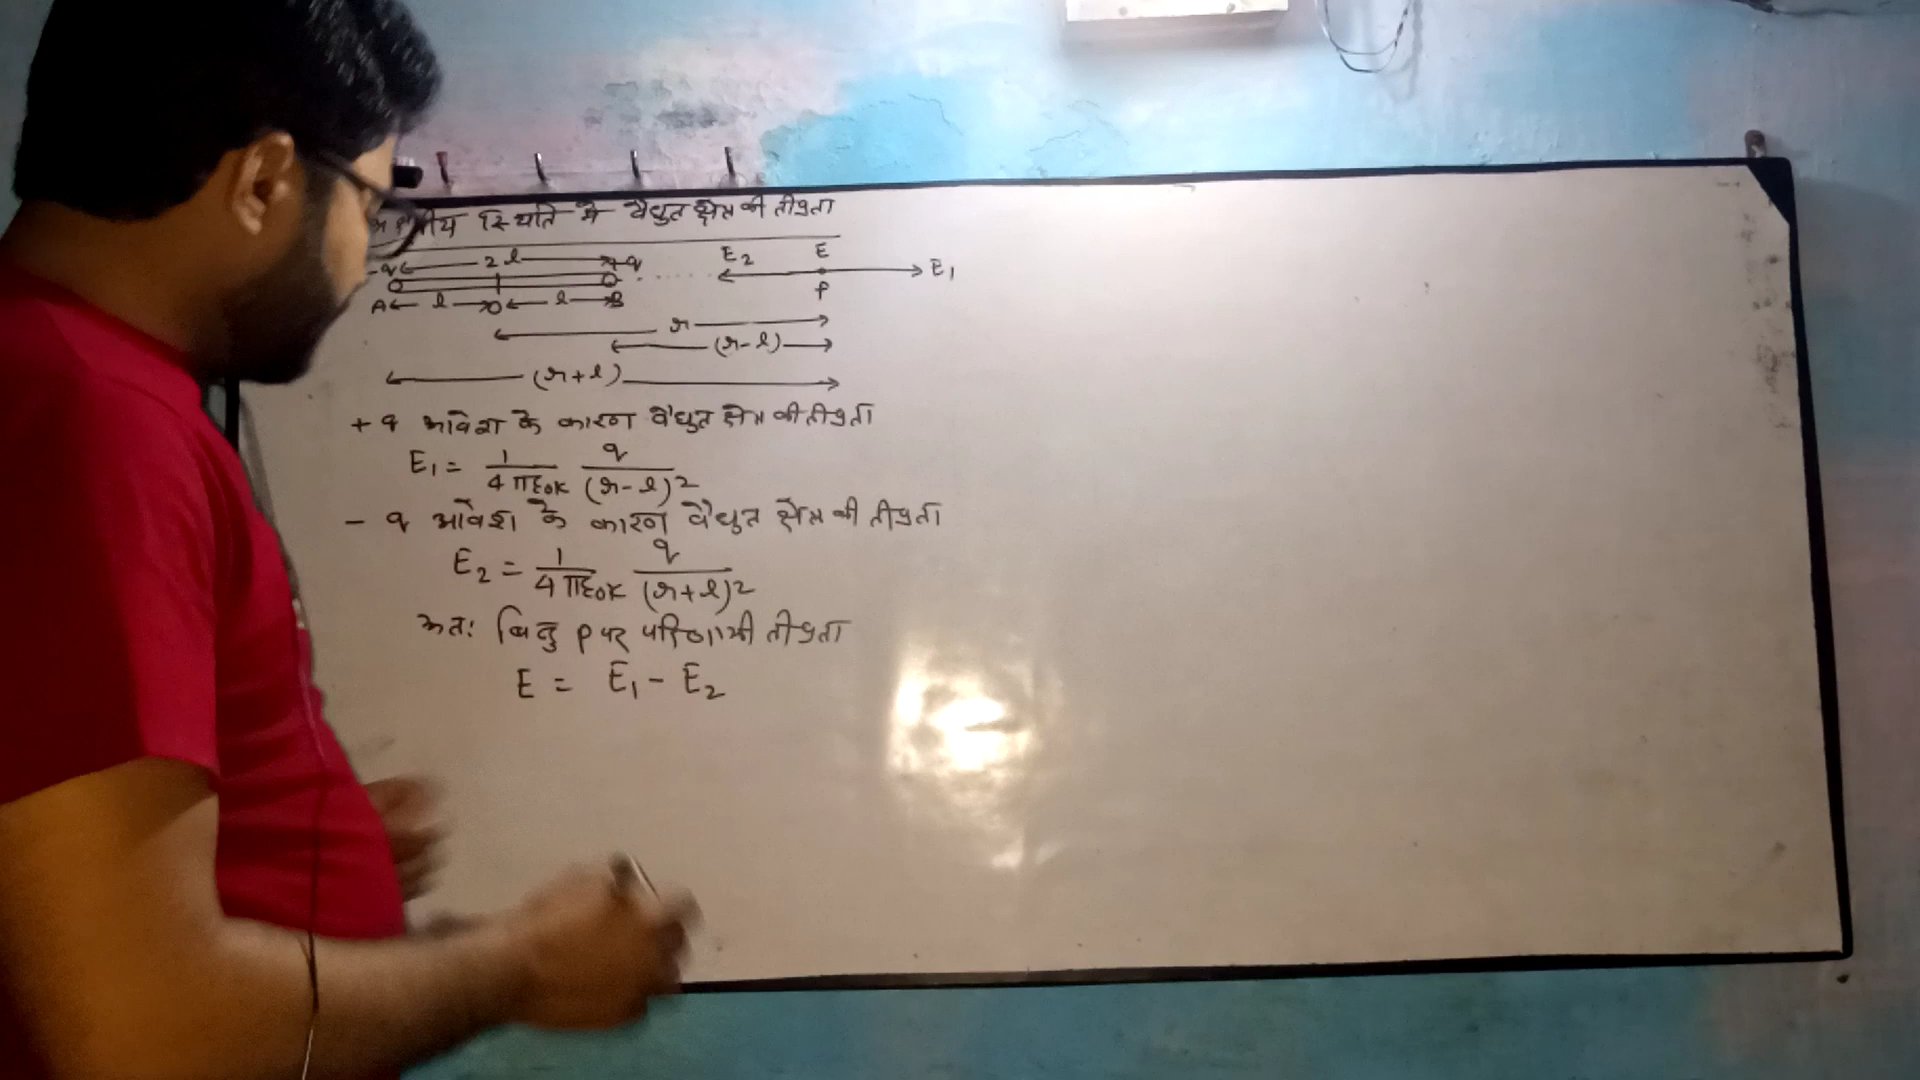 अक्षीय स्थिति में वैद्युत क्षेत्र की तीव्रता
-q 2l +q E2 E E1
A l O l B P
r
(r-l)
(r+l)
+q आवेश के कारण वैद्युत क्षेत्र की तीव्रता
E1 = 1/4πε0K q/(r-l)2
-q आवेश के कारण वैद्युत क्षेत्र की तीव्रता
E2 = 1/4πε0K q/(r+l)2
अतः बिन्दु P पर परिणामी तीव्रता
E = E1 - E2